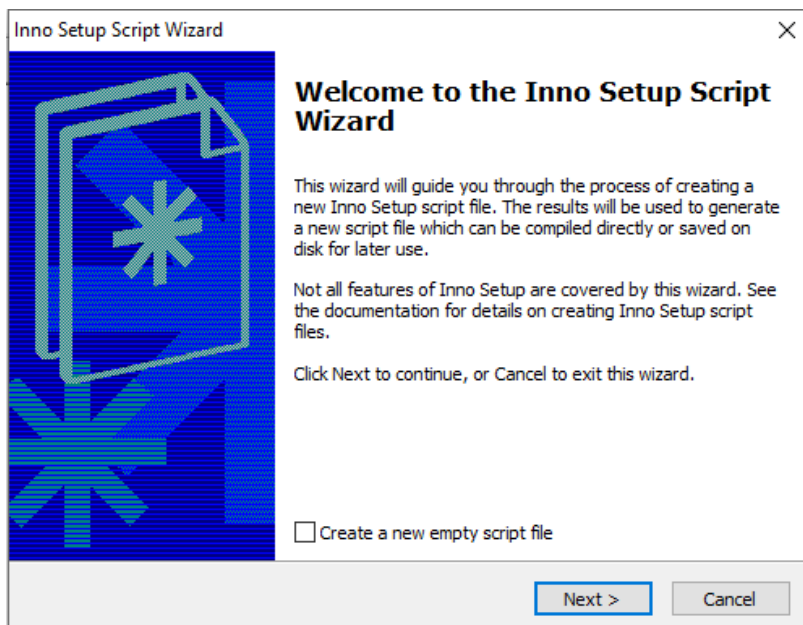 Inno Setup Script Wizard
Welcome to the Inno Setup Script
Wizard
This wizard will guide you through the process of creating a
new Inno Setup script file. The results will be used to generate
a new script file which can be compiled directly or saved on
disk for later use.
Not all features of Inno Setup are covered by this wizard. See
the documentation for details on creating Inno Setup script
files.
Click Next to continue, or Cancel to exit this wizard.
Create a new empty script file
Next >
Cancel